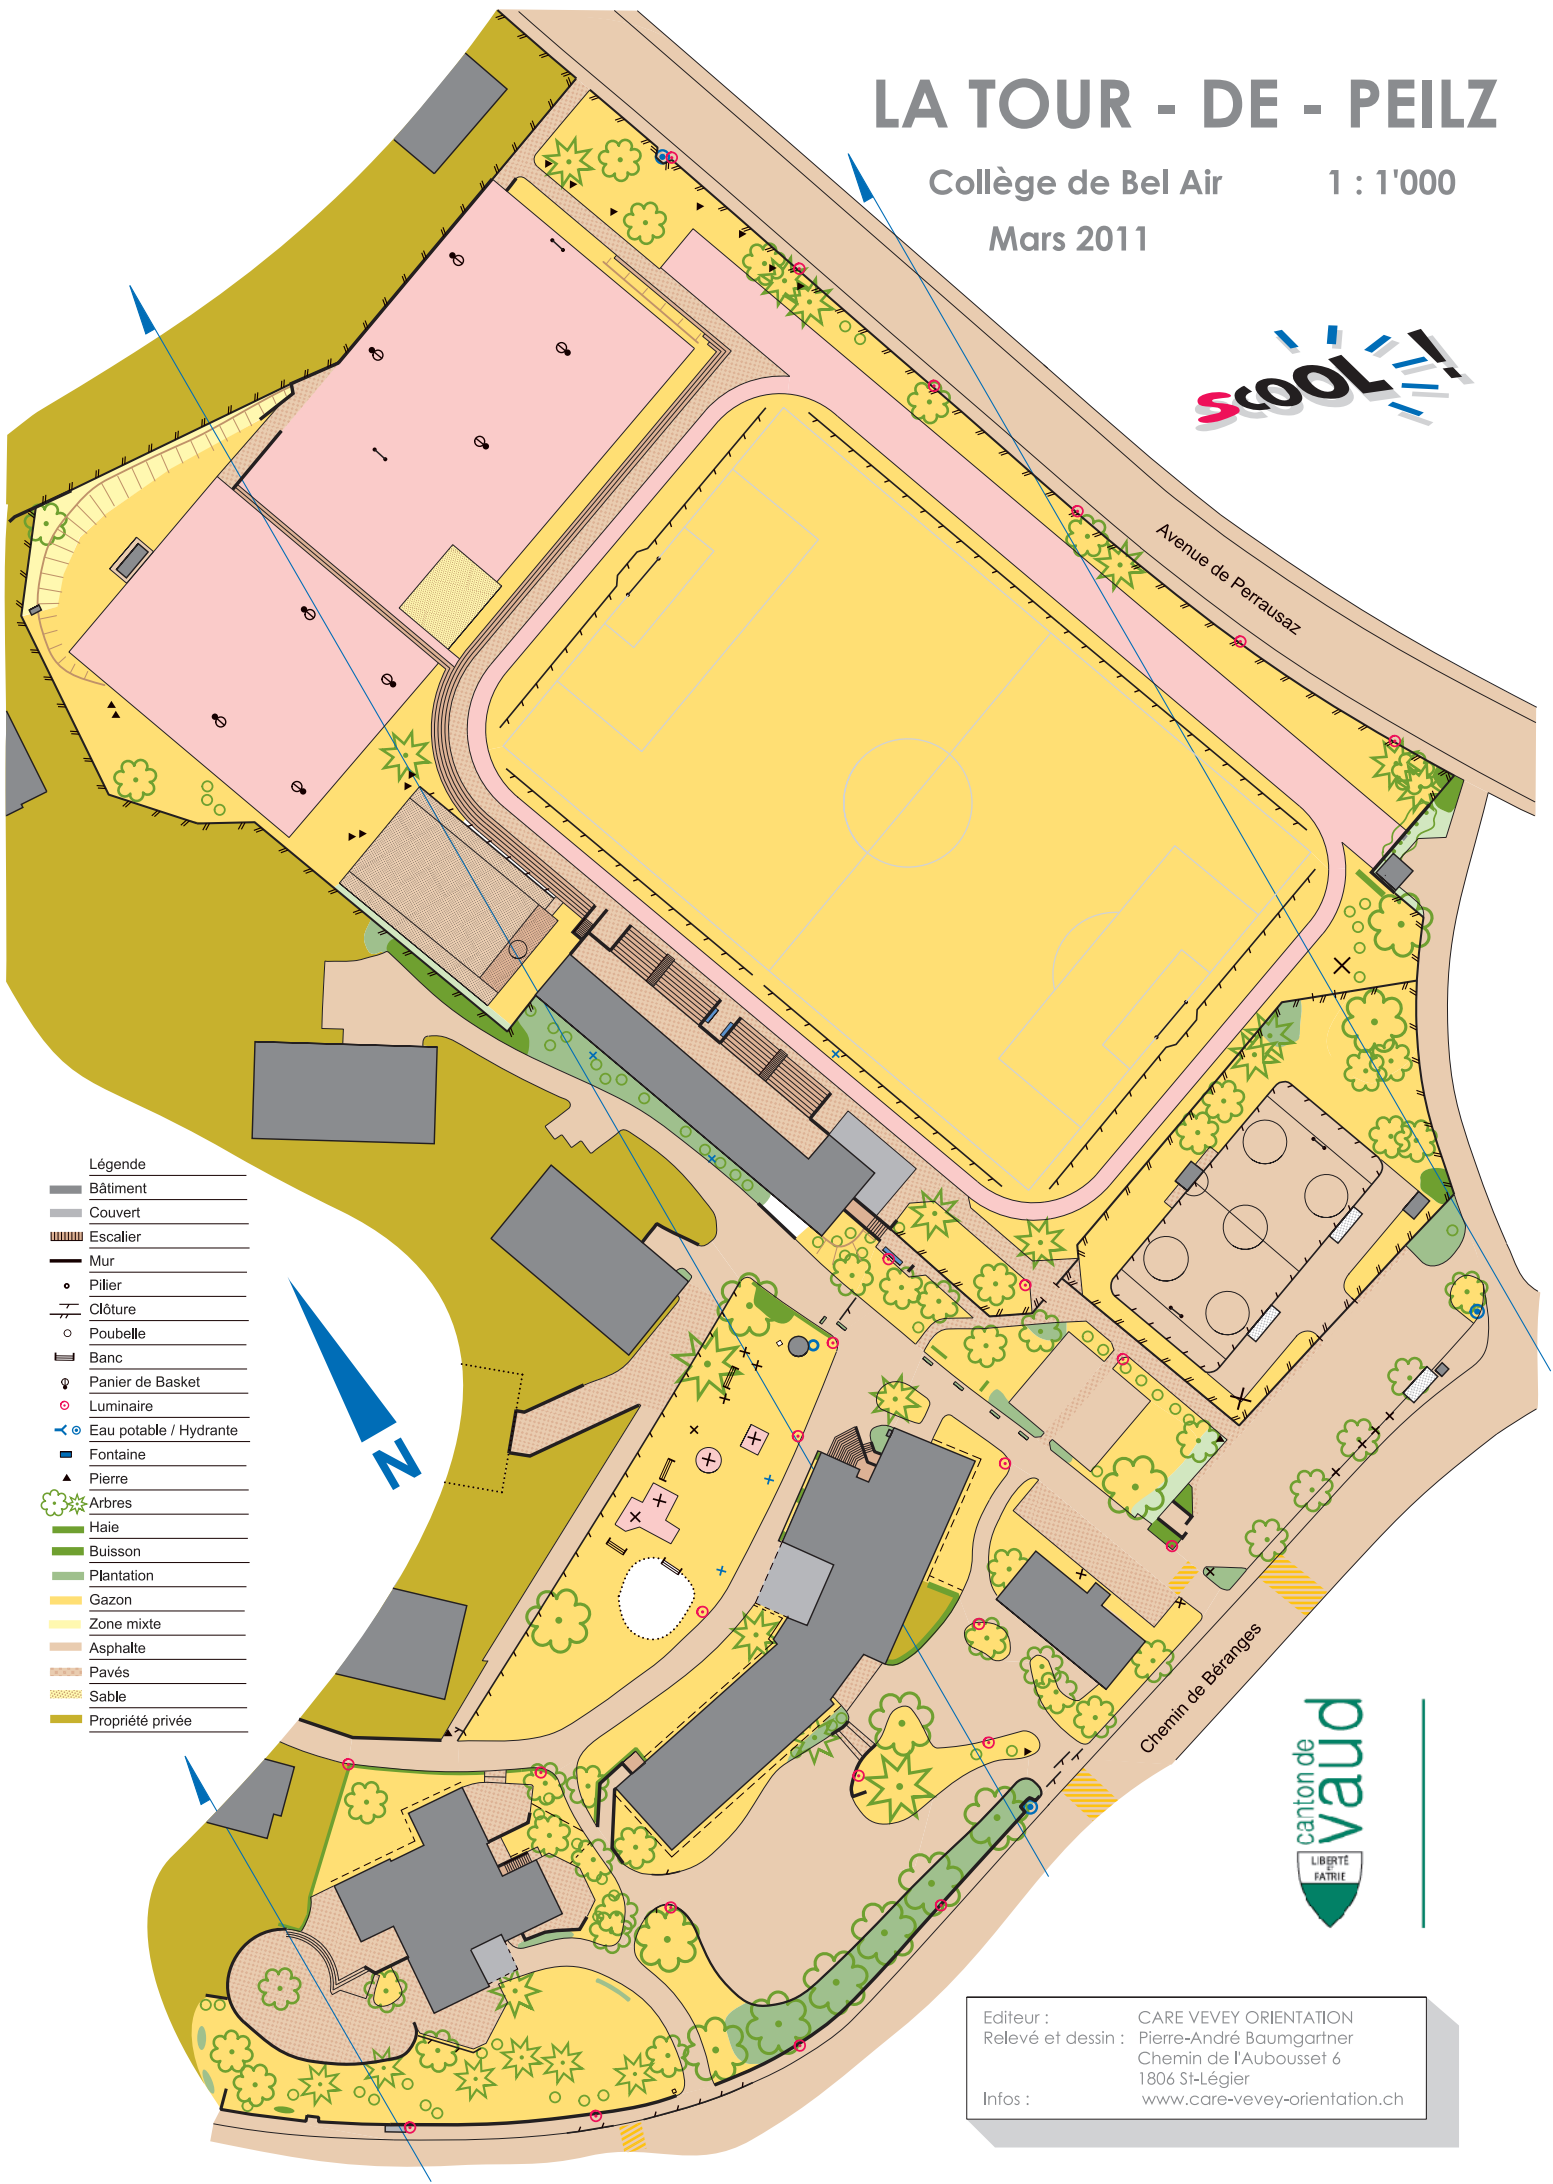 LA TOUR - DE - PEILZ
Collège de Bel Air 1 : 1'000
Mars 2011
sCOOL !
Avenue de Perrausaz
Légende
Bâtiment
Couvert
Escalier
Mur
Pilier
Clôture
Poubelle
Banc
Panier de Basket
Luminaire
Eau potable / Hydrante
Fontaine
Pierre
Arbres
Haie
Buisson
Plantation
Gazon
Zone mixte
Asphalte
Pavés
Sable
Propriété privée
N
Chemin de Béranges
canton de
vaud
LIBERTÉ
ET
PATRIE
Editeur : CARE VEVEY ORIENTATION
Relevé et dessin : Pierre-André Baumgartner
Chemin de l'Aubousset 6
1806 St-Légier
Infos : www.care-vevey-orientation.ch